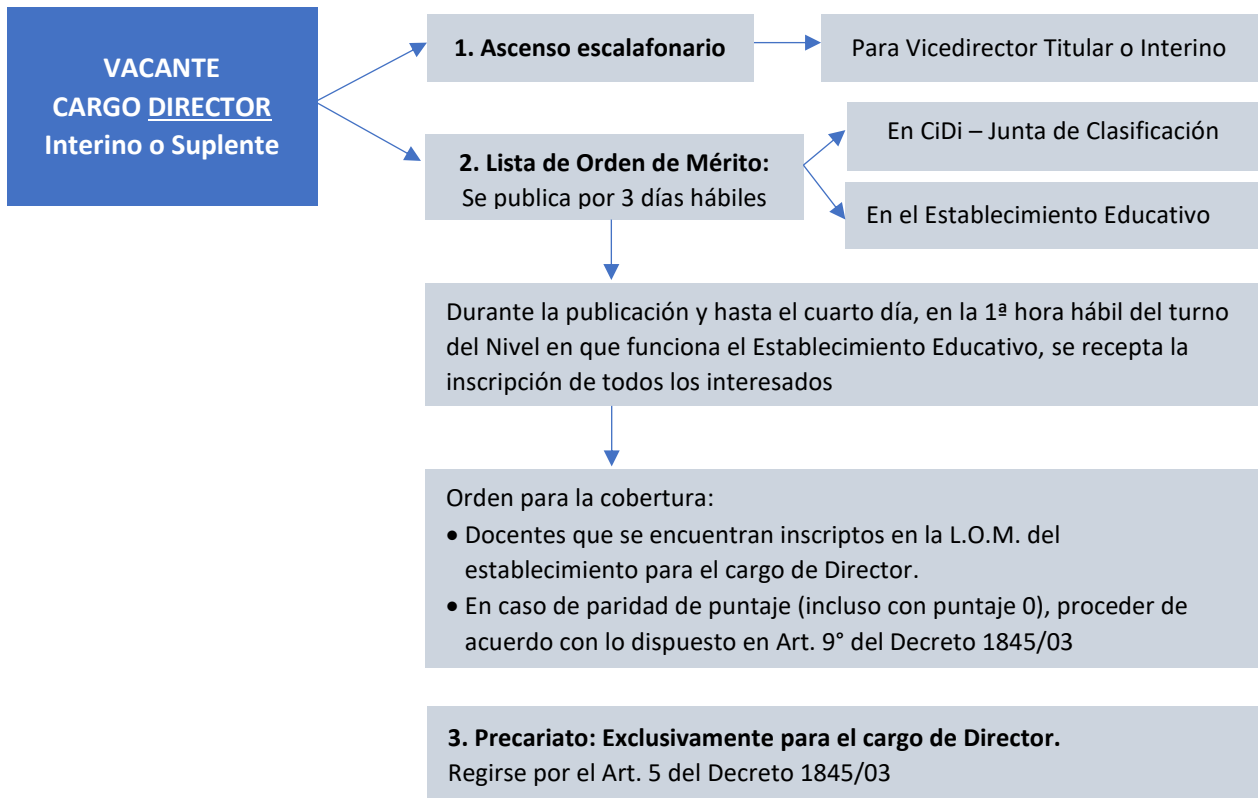 VACANTE
CARGO DIRECTOR
Interino o Suplente
1. Ascenso escalafonario
Para Vicedirector Titular o Interino
2. Lista de Orden de Mérito:
Se publica por 3 días hábiles
En CiDi – Junta de Clasificación
En el Establecimiento Educativo
Durante la publicación y hasta el cuarto día, en la 1ª hora hábil del turno
del Nivel en que funciona el Establecimiento Educativo, se recepta la
inscripción de todos los interesados
Orden para la cobertura:
• Docentes que se encuentran inscriptos en la L.O.M. del
establecimiento para el cargo de Director.
• En caso de paridad de puntaje (incluso con puntaje 0), proceder de
acuerdo con lo dispuesto en Art. 9° del Decreto 1845/03
3. Precariato: Exclusivamente para el cargo de Director.
Regirse por el Art. 5 del Decreto 1845/03